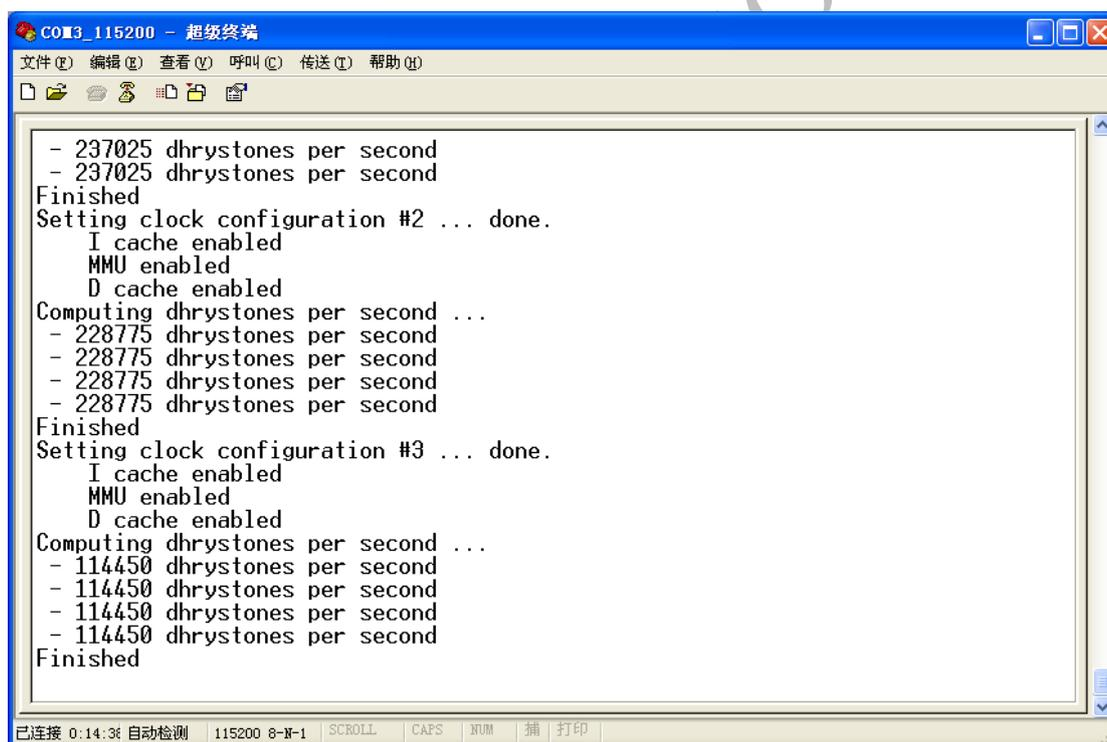 COM3_115200 - 超级终端
文件(F) 编辑(E) 查看(V) 呼叫(C) 传送(T) 帮助(H)
- 237025 dhrystones per second
- 237025 dhrystones per second
Finished
Setting clock configuration #2 ... done.
I cache enabled
MMU enabled
D cache enabled
Computing dhrystones per second ...
- 228775 dhrystones per second
- 228775 dhrystones per second
- 228775 dhrystones per second
- 228775 dhrystones per second
Finished
Setting clock configuration #3 ... done.
I cache enabled
MMU enabled
D cache enabled
Computing dhrystones per second ...
- 114450 dhrystones per second
- 114450 dhrystones per second
- 114450 dhrystones per second
- 114450 dhrystones per second
Finished
已连接 0:14:36 自动检测 115200 8-N-1 SCROLL CAPS NUM 捕 打印